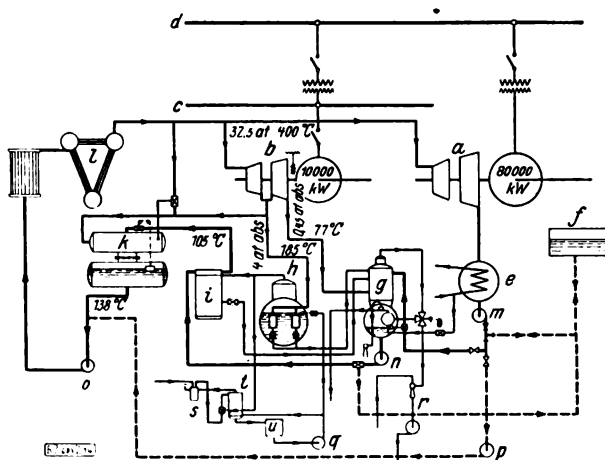 d
c
32.5 at 400°C
a
b
10000
kW
80000
kW
l
0,45 at abs
77°C
f
k
105°C
4 at abs
185°C
h
g
e
i
138°C
m
o
n
t
r
s
u
q
p